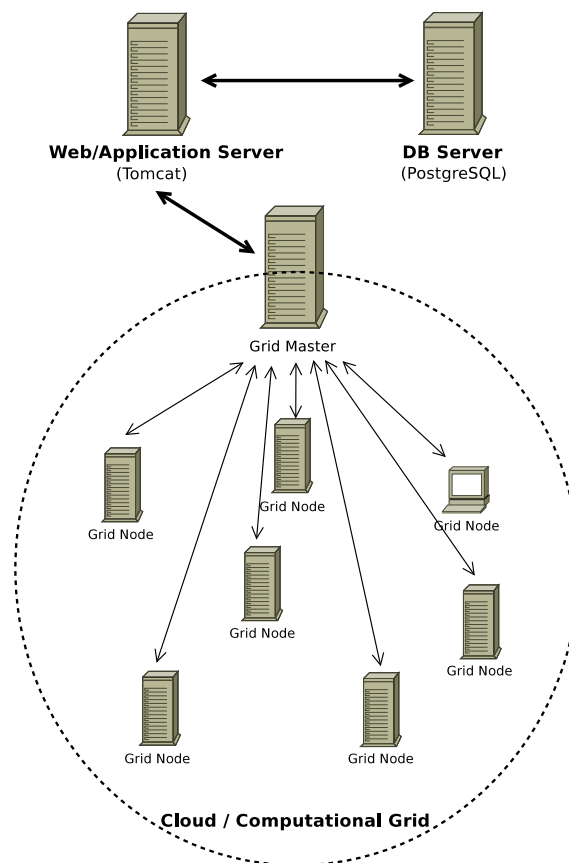 Web/Application Server
(Tomcat)
DB Server
(PostgreSQL)
Grid Master
Grid Node
Grid Node
Grid Node
Grid Node
Grid Node
Grid Node
Grid Node
Cloud / Computational Grid